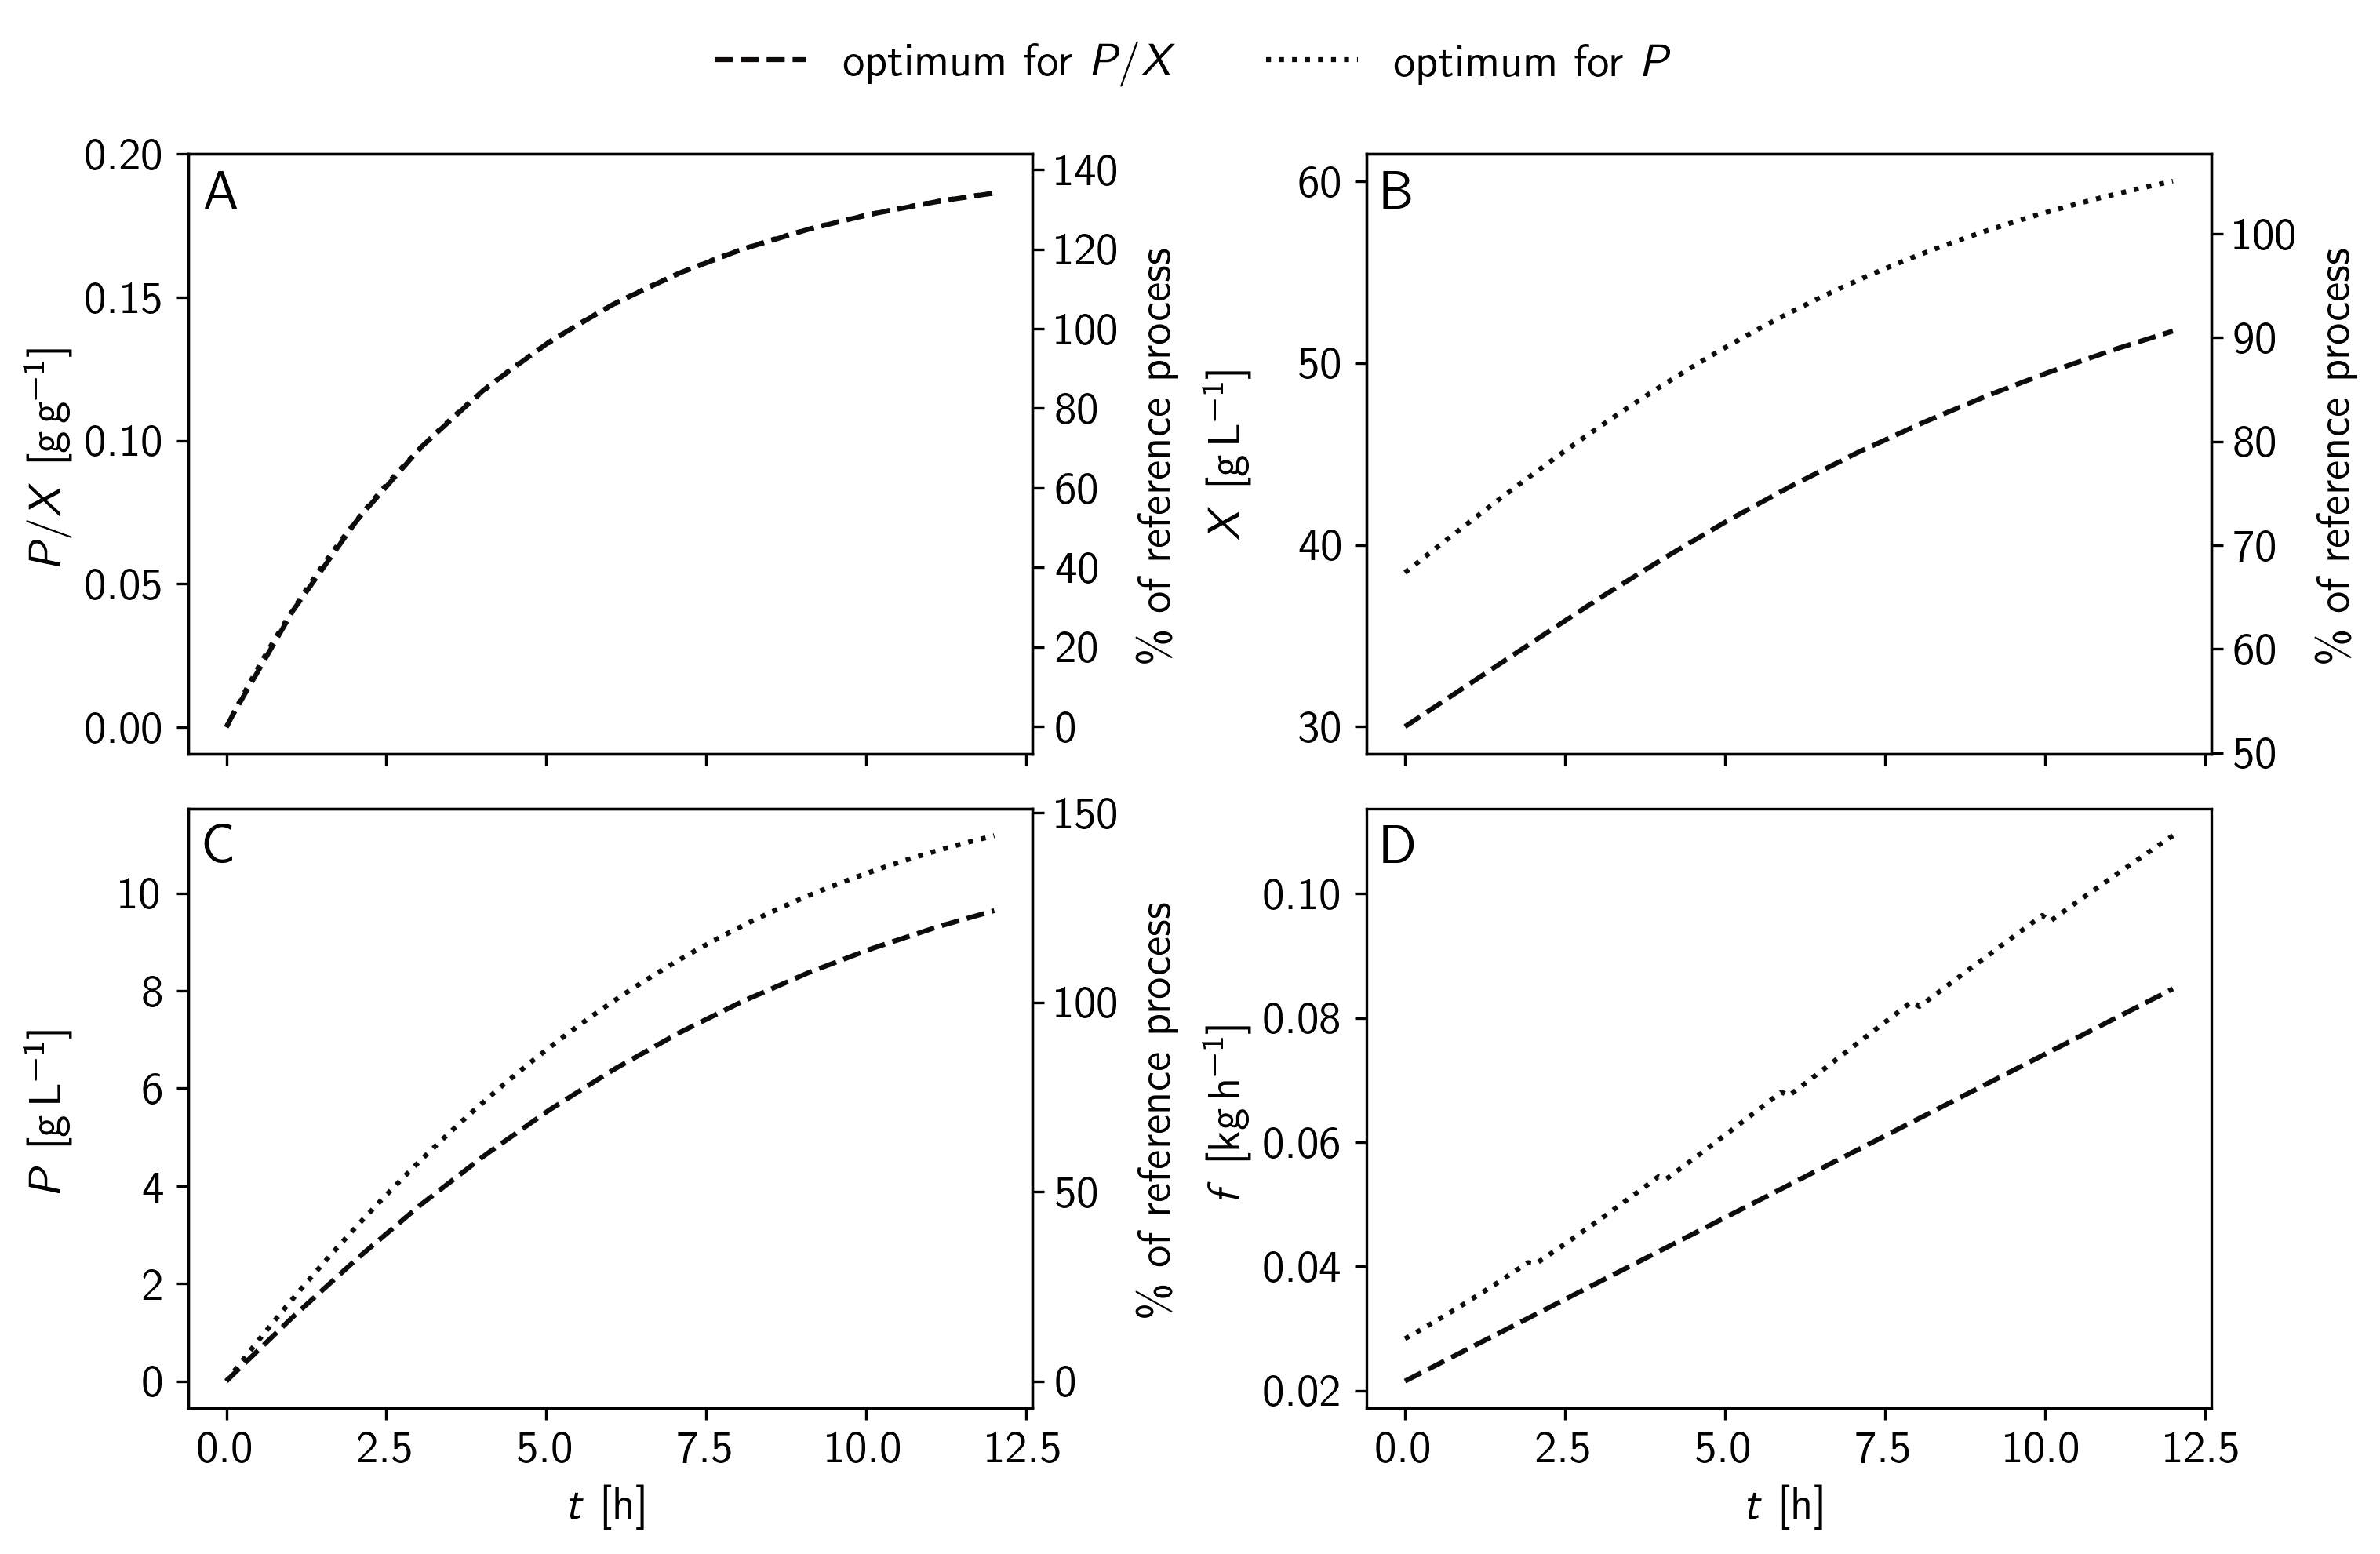 optimum for P/X
optimum for P
A
0.20
0.15
0.10
0.05
0.00
P/X [g g⁻¹]
140
120
100
80
60
40
20
0
% of reference process
B
60
50
40
30
X [g L⁻¹]
100
90
80
70
60
50
% of reference process
C
10
8
6
4
2
0
P [g L⁻¹]
150
100
50
0
% of reference process
0.0 2.5 5.0 7.5 10.0 12.5
t [h]
D
0.10
0.08
0.06
0.04
0.02
f [kg h⁻¹]
0.0 2.5 5.0 7.5 10.0 12.5
t [h]